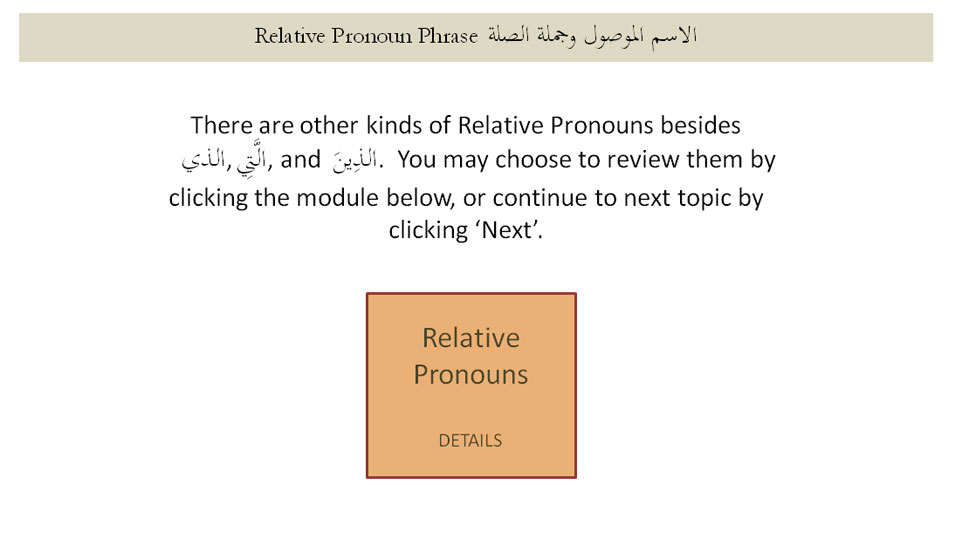 Relative Pronoun Phrase الاسم الموصول وجملة الصلة
There are other kinds of Relative Pronouns besides
الذي, الَّتِي, and الذِينَ. You may choose to review them by
clicking the module below, or continue to next topic by
clicking ‘Next’.
Relative
Pronouns
DETAILS